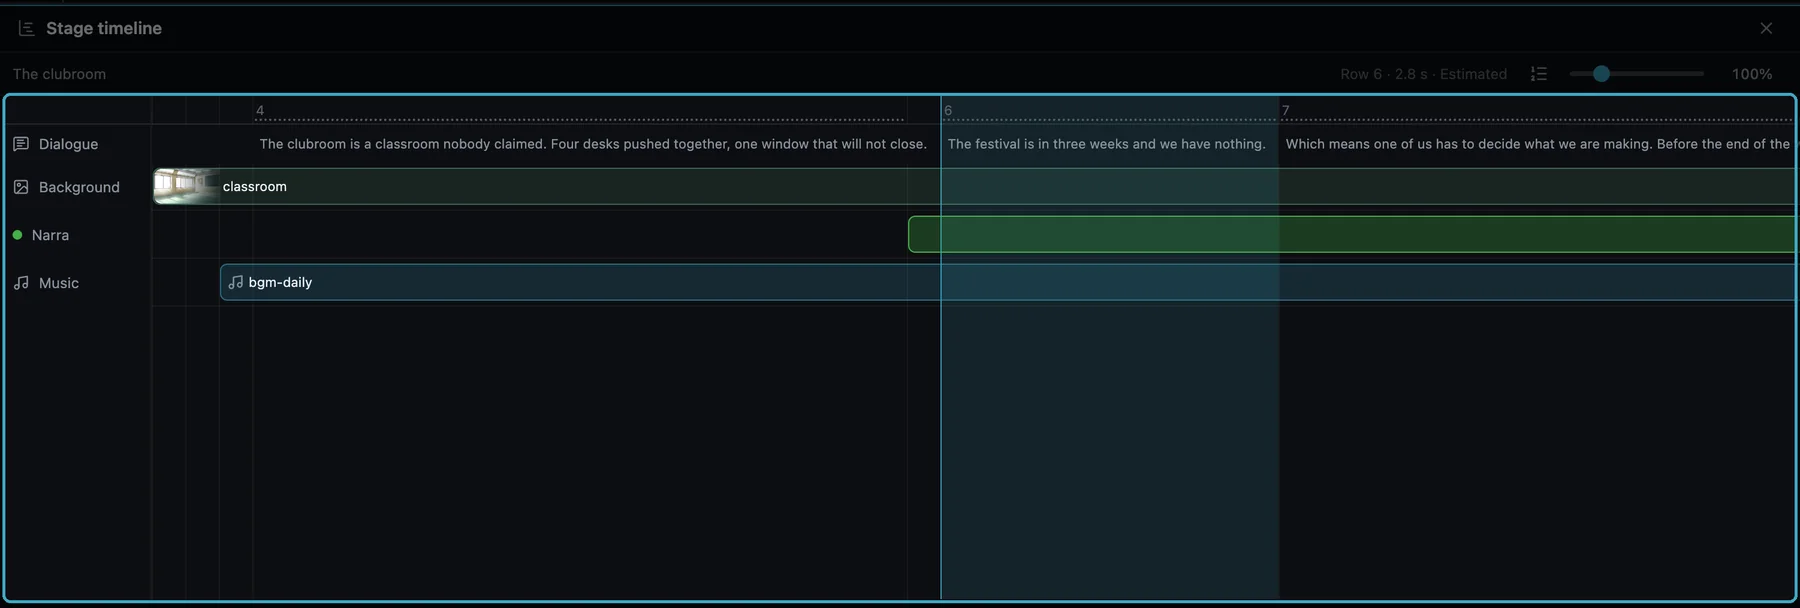 Stage timeline
The clubroom
Row 6 · 2.8 s · Estimated
100%
4
6
7
Dialogue
The clubroom is a classroom nobody claimed. Four desks pushed together, one window that will not close.
The festival is in three weeks and we have nothing.
Which means one of us has to decide what we are making. Before the end of the
Background
classroom
Narra
Music
bgm-daily